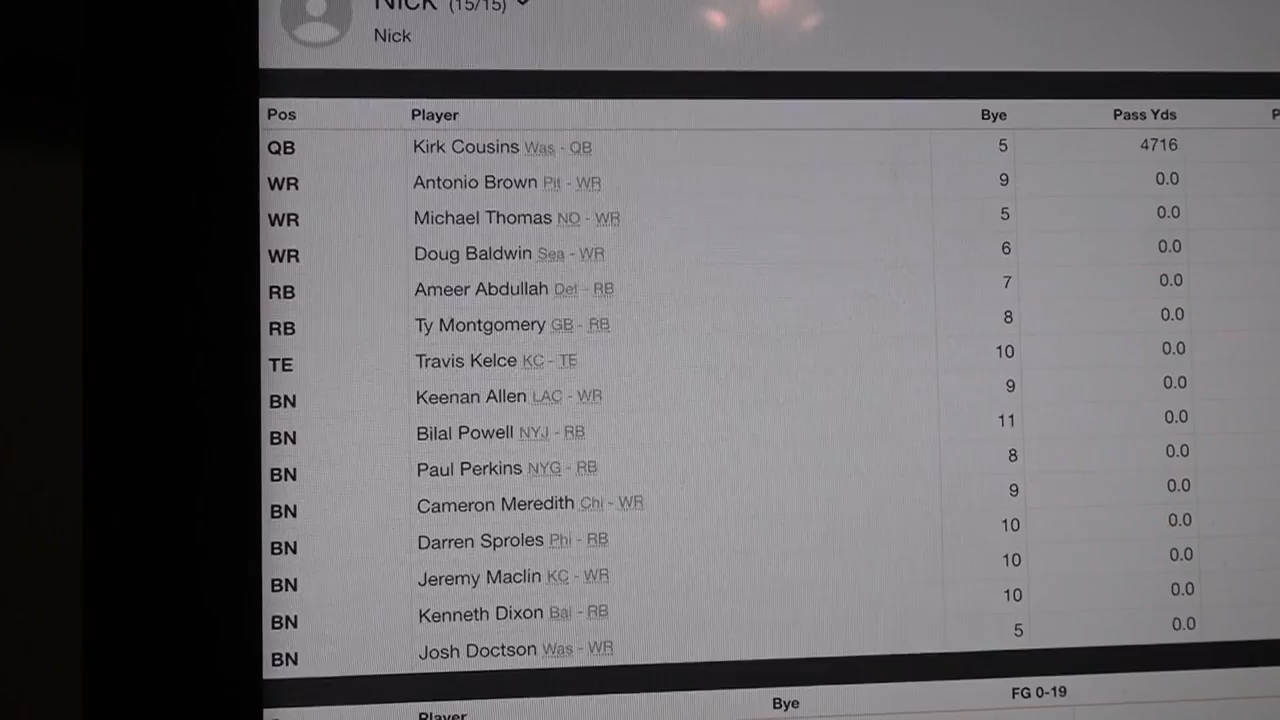 NICK (15/15)
Nick
Pos Player Bye Pass Yds P
QB Kirk Cousins Was - QB 5 4716
WR Antonio Brown Pit - WR 9 0.0
WR Michael Thomas NO - WR 5 0.0
WR Doug Baldwin Sea - WR 6 0.0
RB Ameer Abdullah Det - RB 7 0.0
RB Ty Montgomery GB - RB 8 0.0
TE Travis Kelce KC - TE 10 0.0
BN Keenan Allen LAC - WR 9 0.0
BN Bilal Powell NYJ - RB 11 0.0
BN Paul Perkins NYG - RB 8 0.0
BN Cameron Meredith Chi - WR 9 0.0
BN Darren Sproles Phi - RB 10 0.0
BN Jeremy Maclin KC - WR 10 0.0
BN Kenneth Dixon Bal - RB 10 0.0
BN Josh Doctson Was - WR 5 0.0
Player Bye FG 0-19